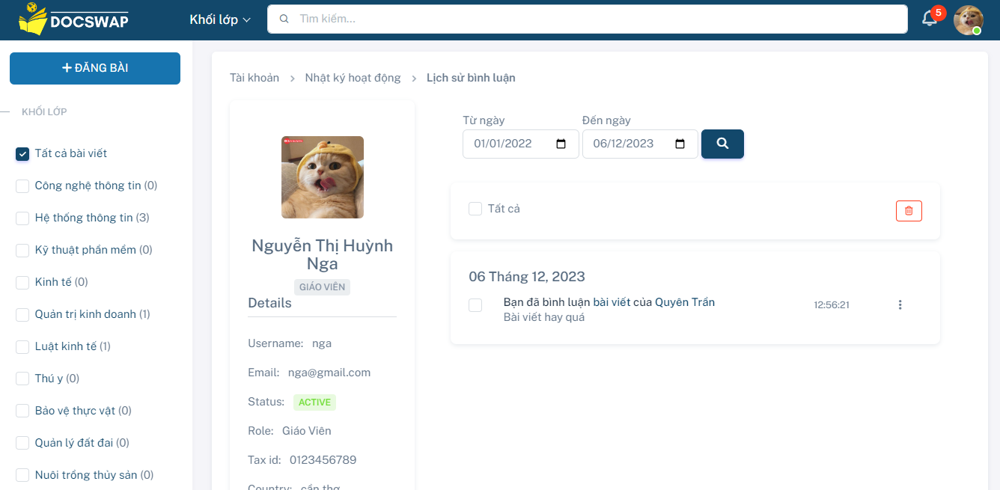 DOCSWAP
Khối lớp
Tìm kiếm...
5
+ ĐĂNG BÀI
KHỐI LỚP
Tất cả bài viết
Công nghệ thông tin (0)
Hệ thống thông tin (3)
Kỹ thuật phần mềm (0)
Kinh tế (0)
Quản trị kinh doanh (1)
Luật kinh tế (1)
Thú y (0)
Bảo vệ thực vật (0)
Quản lý đất đai (0)
Nuôi trồng thủy sản (0)
Tài khoản > Nhật ký hoạt động > Lịch sử bình luận
Nguyễn Thị Huỳnh
Nga
GIÁO VIÊN
Details
Username: nga
Email: nga@gmail.com
Status: ACTIVE
Role: Giáo Viên
Tax id: 0123456789
Country: cần thơ
Từ ngày
Đến ngày
01/01/2022
06/12/2023
Tất cả
06 Tháng 12, 2023
Bạn đã bình luận bài viết của Quyên Trần
12:56:21
Bài viết hay quá